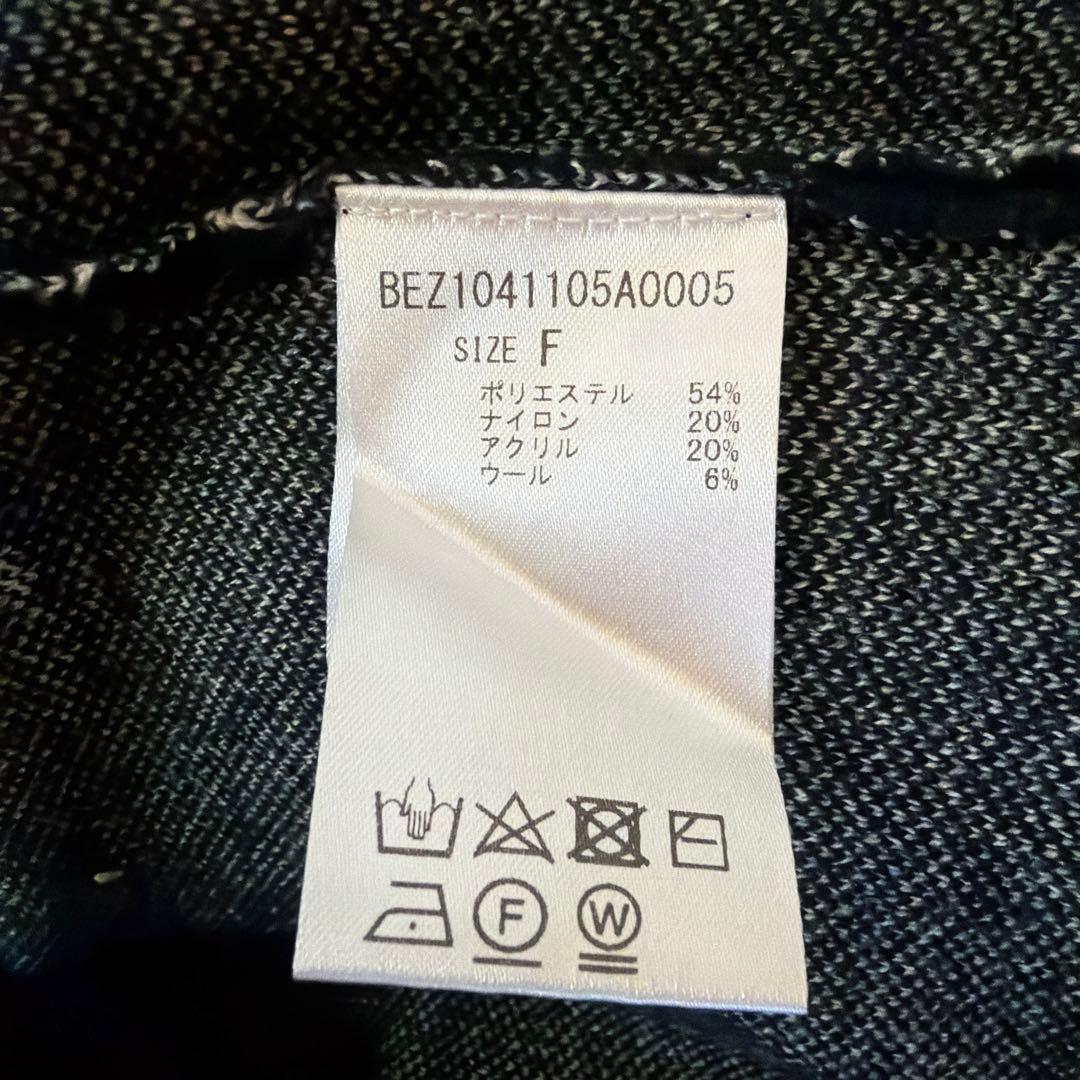 BEZ1041105A0005
SIZE F
ポリエステル 54%
ナイロン 20%
アクリル 20%
ウール 6%
F W